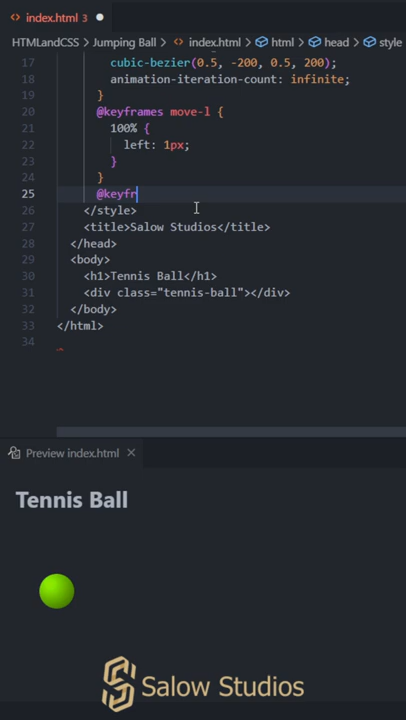 index.html 3
HTMLandCSS > Jumping Ball > index.html > html > head > style
17 cubic-bezier(0.5, -200, 0.5, 200);
18 animation-iteration-count: infinite;
19 }
20 @keyframes move-l {
21 100% {
22 left: 1px;
23 }
24 }
25 @keyfr
26 </style>
27 <title>Salow Studios</title>
28 </head>
29 <body>
30 <h1>Tennis Ball</h1>
31 <div class="tennis-ball"></div>
32 </body>
33 </html>
34
Preview index.html
Tennis Ball
Salow Studios